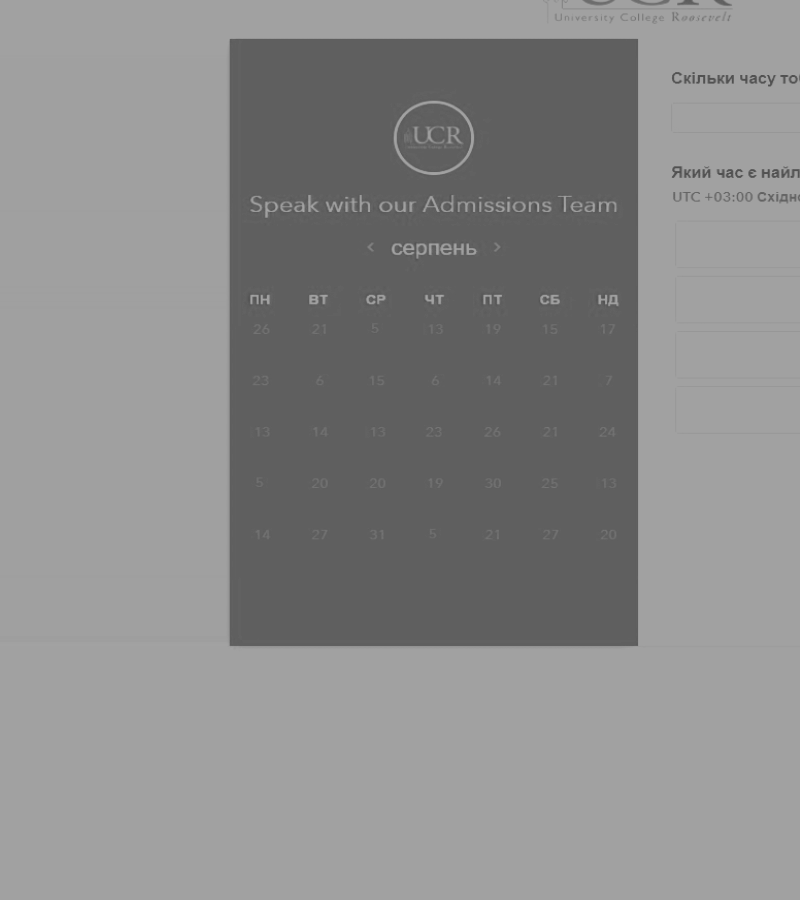 University College Roosevelt
UCR
Speak with our Admissions Team
< серпень >
ПН ВТ СР ЧТ ПТ СБ НД
26 21 5 13 19 15 17
23 6 15 6 14 21 7
13 14 13 23 26 21 24
5 20 20 19 30 25 13
14 27 31 5 21 27 20
Скільки часу
Який час є
UTC +03:00